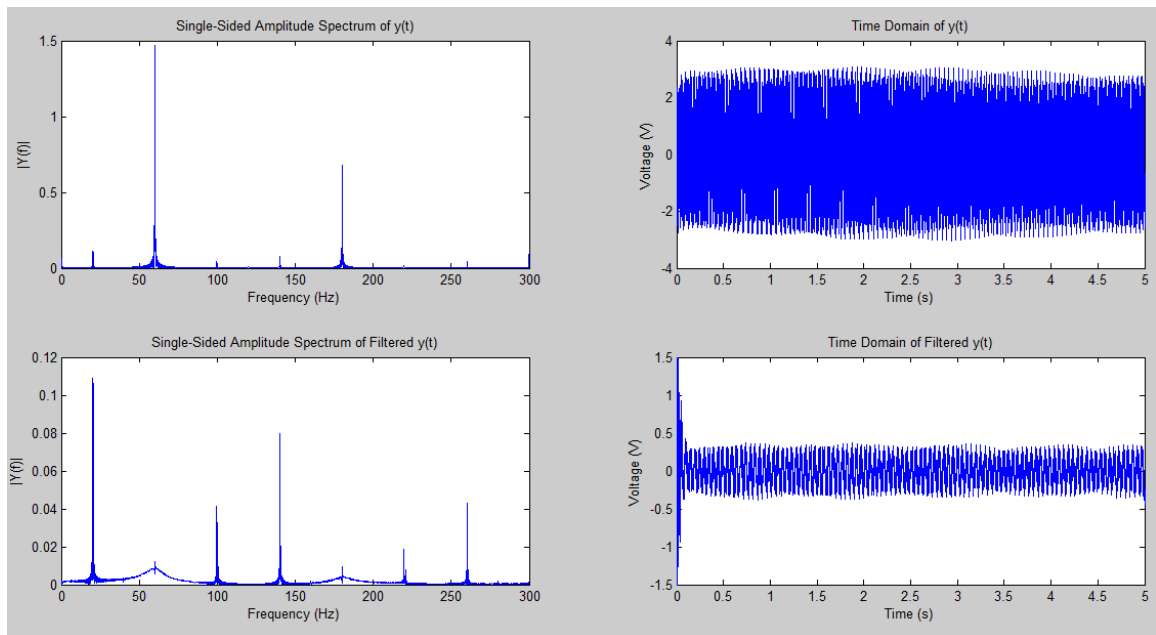 Single-Sided Amplitude Spectrum of y(t)
1.5
1
0.5
0
|Y(f)|
0 50 100 150 200 250 300
Frequency (Hz)
Time Domain of y(t)
4
2
0
-2
-4
Voltage (V)
0 0.5 1 1.5 2 2.5 3 3.5 4 4.5 5
Time (s)
Single-Sided Amplitude Spectrum of Filtered y(t)
0.12
0.1
0.08
0.06
0.04
0.02
0
|Y(f)|
0 50 100 150 200 250 300
Frequency (Hz)
Time Domain of Filtered y(t)
1.5
1
0.5
0
-0.5
-1
-1.5
Voltage (V)
0 0.5 1 1.5 2 2.5 3 3.5 4 4.5 5
Time (s)